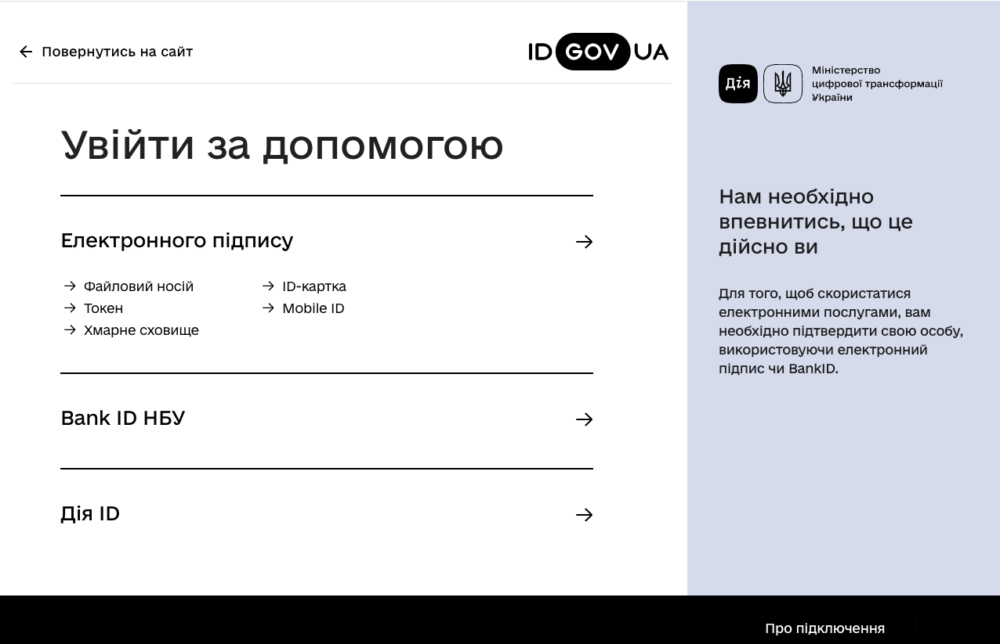 Повернутись на сайт
ID GOV UA
Увійти за допомогою
Електронного підпису
Файловий носій
ID-картка
Токен
Mobile ID
Хмарне сховище
Bank ID НБУ
Дія ID
Дія
Міністерство
цифрової трансформації
України
Нам необхідно
впевнитись, що це
дійсно ви
Для того, щоб скористатися
електронними послугами, вам
необхідно підтвердити свою особу,
використовуючи електронний
підпис чи BankID.
Про підключення